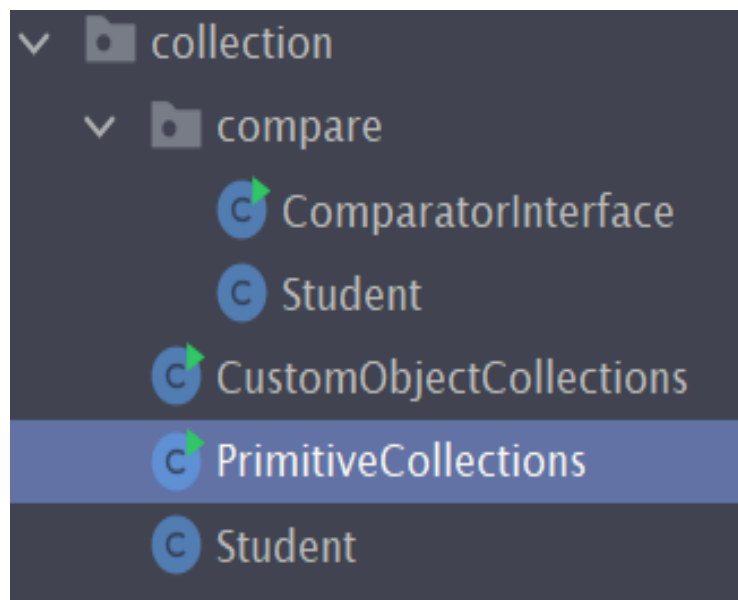 collection
compare
C ComparatorInterface
C Student
C CustomObjectCollections
C PrimitiveCollections
C Student